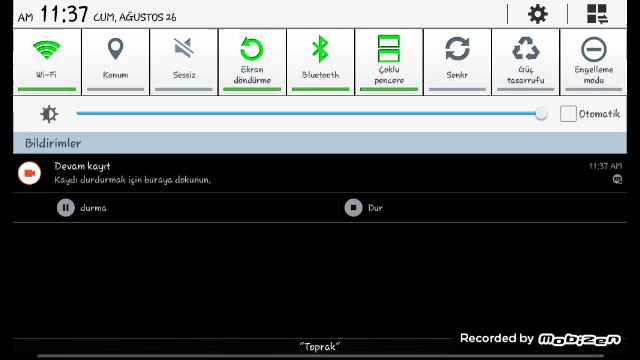 AM 11:37 CUM, AĞUSTOS 26
Wi-Fi
Konum
Sessiz
Ekran
döndürme
Bluetooth
Çoklu
pencere
Senkr
Güç
tasarrufu
Engelleme
modu
Otomatik
Bildirimler
Devam kayıt 11:37 AM
Kaydı durdurmak için buraya dokunun.
durma Dur
"Toprak"
Recorded by Mobizen